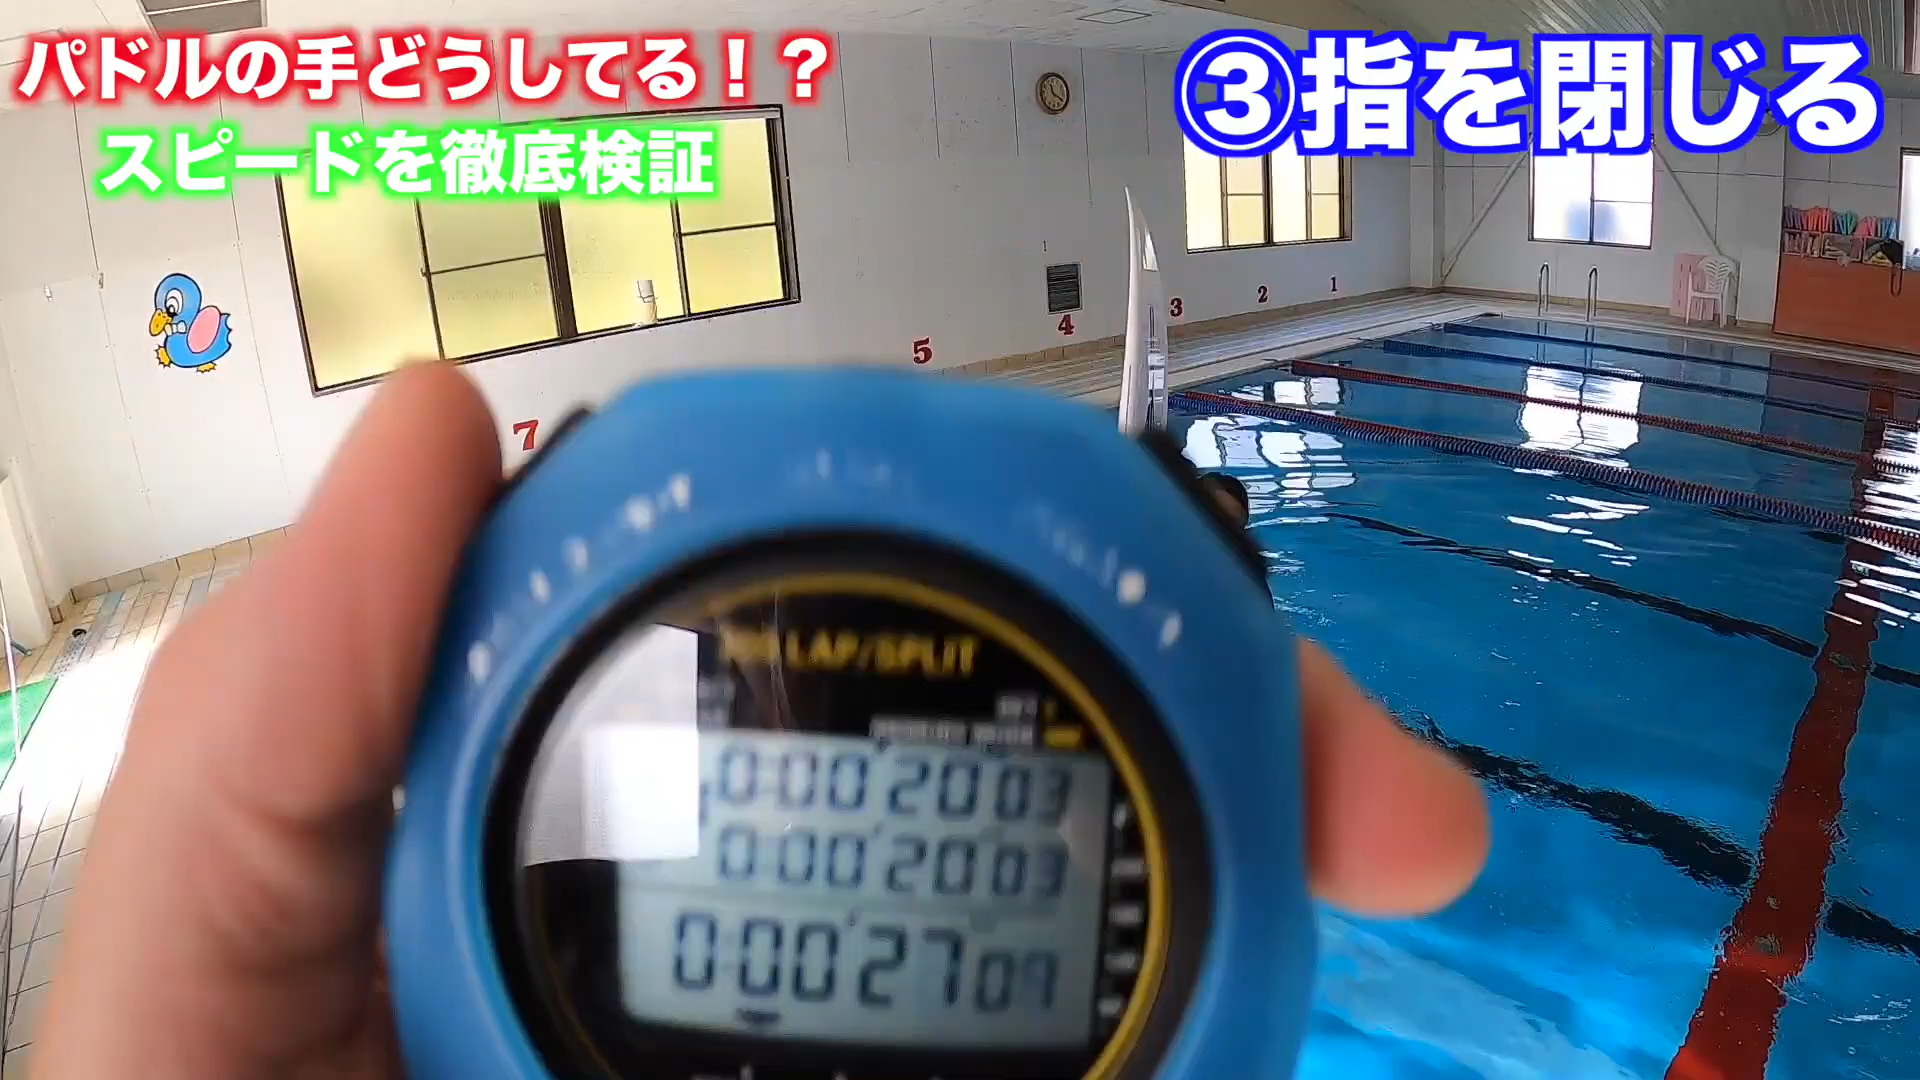 パドルの手どうしてる！？
スピードを徹底検証
③指を閉じる
1
1
2
3
4
5
7
LAP/SPLIT
0:00'20 03
0:00'20 03
0:00'27 09